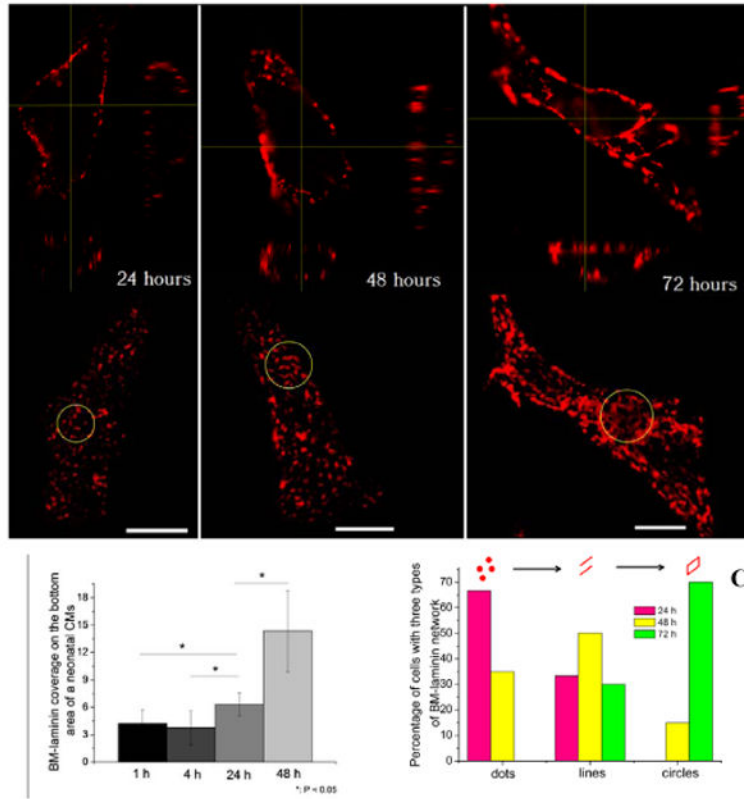 24 hours
48 hours
72 hours
BM-laminin coverage on the bottom
area of a neonatal CMs
18
15
12
9
6
3
0
*
*
*
1 h
4 h
24 h
48 h
*: P < 0.05
C
Percentage of cells with three types
of BM-laminin network
70
60
50
40
30
20
10
0
24 h
48 h
72 h
dots
lines
circles